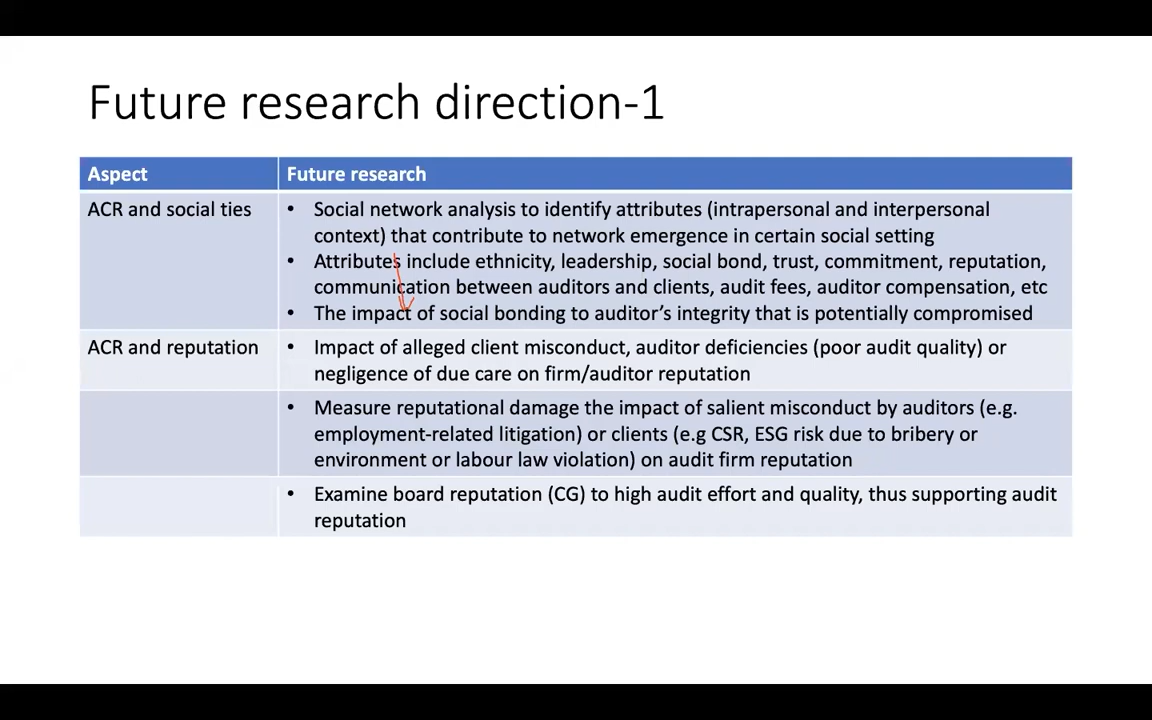 Future research direction-1
Aspect
Future research
ACR and social ties
• Social network analysis to identify attributes (intrapersonal and interpersonal
context) that contribute to network emergence in certain social setting
• Attributes include ethnicity, leadership, social bond, trust, commitment, reputation,
communication between auditors and clients, audit fees, auditor compensation, etc
• The impact of social bonding to auditor’s integrity that is potentially compromised
ACR and reputation
• Impact of alleged client misconduct, auditor deficiencies (poor audit quality) or
negligence of due care on firm/auditor reputation
• Measure reputational damage the impact of salient misconduct by auditors (e.g.
employment-related litigation) or clients (e.g CSR, ESG risk due to bribery or
environment or labour law violation) on audit firm reputation
• Examine board reputation (CG) to high audit effort and quality, thus supporting audit
reputation